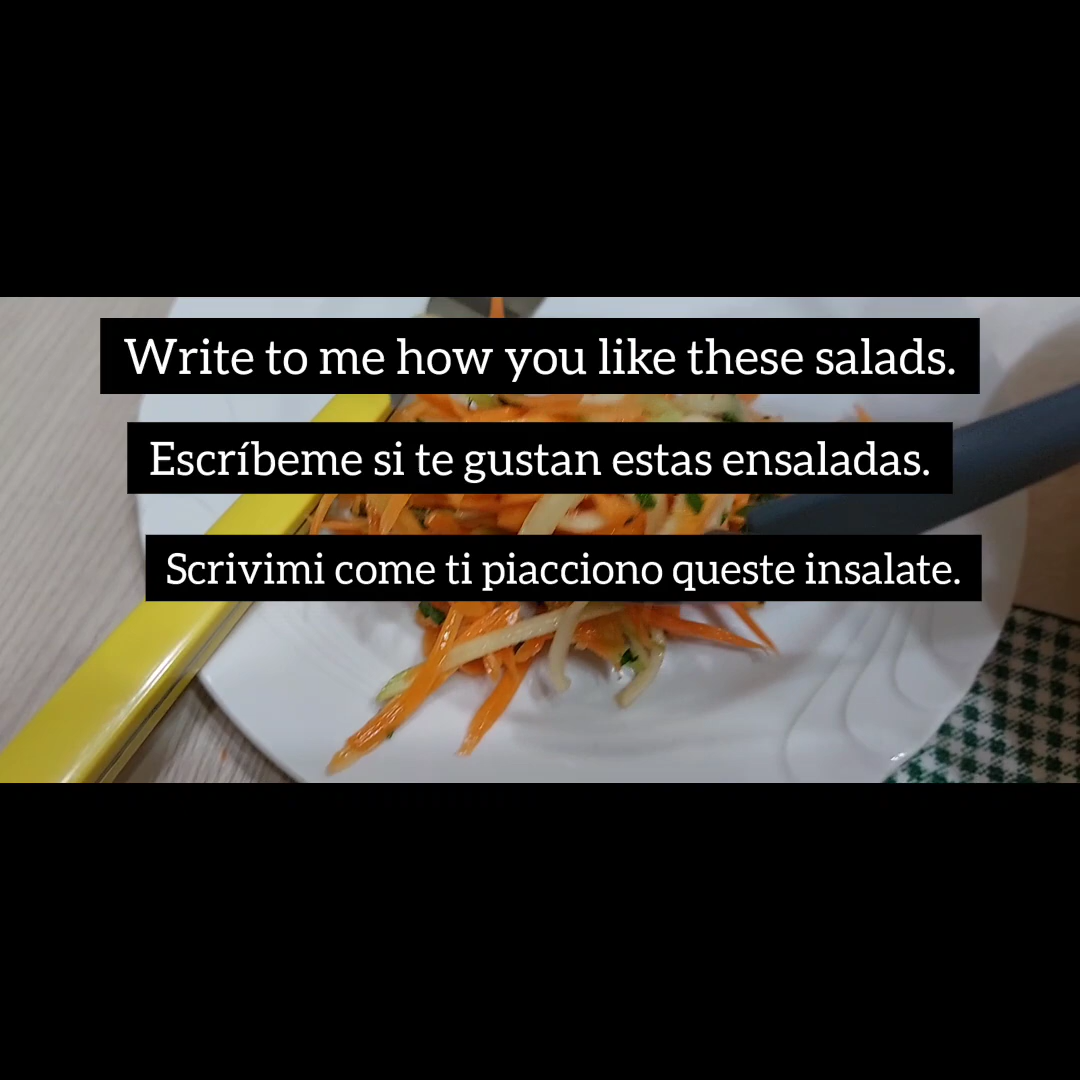 Write to me how you like these salads.
Escríbeme si te gustan estas ensaladas.
Scrivimi come ti piacciono queste insalate.